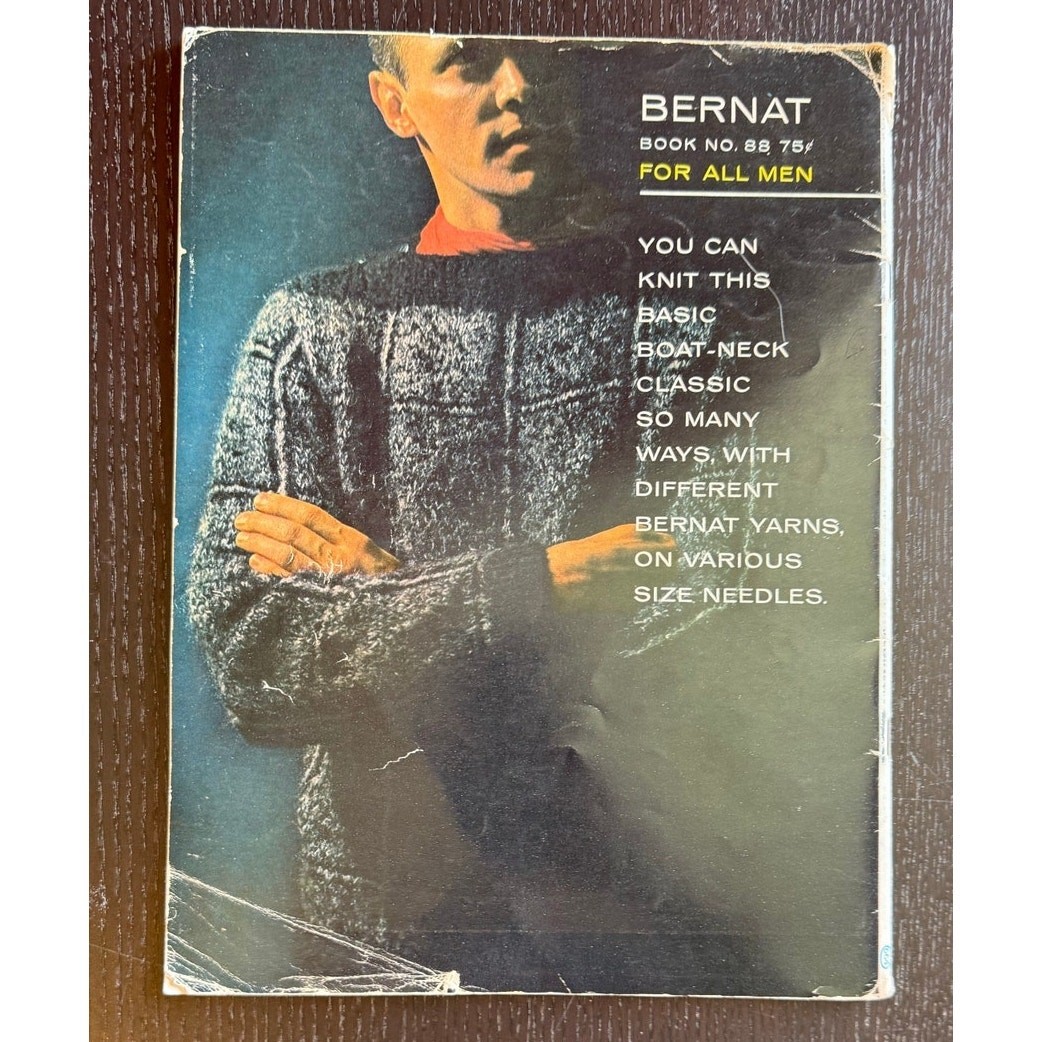 BERNAT
BOOK NO. 88, 75¢
FOR ALL MEN
YOU CAN
KNIT THIS
BASIC
BOAT-NECK
CLASSIC
SO MANY
WAYS, WITH
DIFFERENT
BERNAT YARNS,
ON VARIOUS
SIZE NEEDLES.